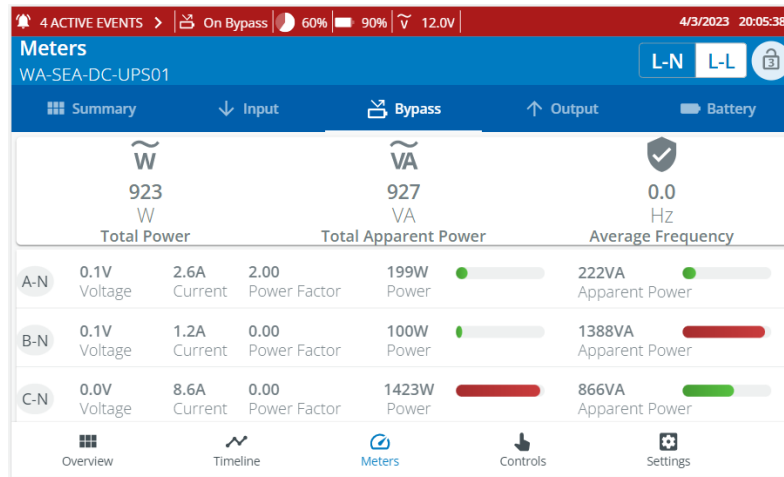 4 ACTIVE EVENTS > On Bypass 60% 90% V 12.0V 4/3/2023 20:05:38
Meters
WA-SEA-DC-UPS01
L-N L-L 3
Summary Input Bypass Output Battery
W VA
923 927 0.0
W VA Hz
Total Power Total Apparent Power Average Frequency
A-N 0.1V 2.6A 2.00 199W 222VA
Voltage Current Power Factor Power Apparent Power
B-N 0.1V 1.2A 0.00 100W 1388VA
Voltage Current Power Factor Power Apparent Power
C-N 0.0V 8.6A 0.00 1423W 866VA
Voltage Current Power Factor Power Apparent Power
Overview Timeline Meters Controls Settings